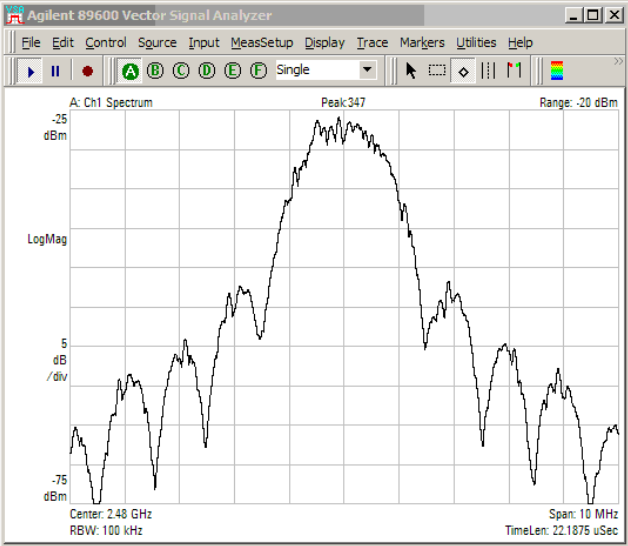 Agilent 89600 Vector Signal Analyzer
File Edit Control Source Input MeasSetup Display Trace Markers Utilities Help
A B C D E F Single
A: Ch1 Spectrum Peak:347 Range: -20 dBm
-25
dBm
LogMag
5
dB
/div
-75
dBm
Center: 2.48 GHz Span: 10 MHz
RBW: 100 kHz TimeLen: 22.1875 uSec